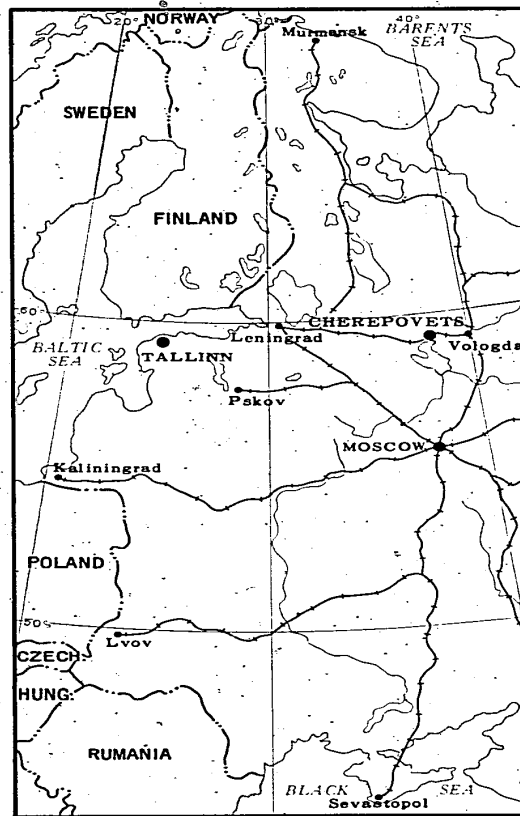 20°
NORWAY
30°
40°
Murmansk
BARENTS
SEA
SWEDEN
FINLAND
60°
CHEREPOVETS
Leningrad
BALTIC
SEA
TALLINN
Vologda
Pskov
MOSCOW
Kaliningrad
POLAND
50°
Lvov
CZECH.
HUNG.
RUMANIA
BLACK SEA
Sevastopol